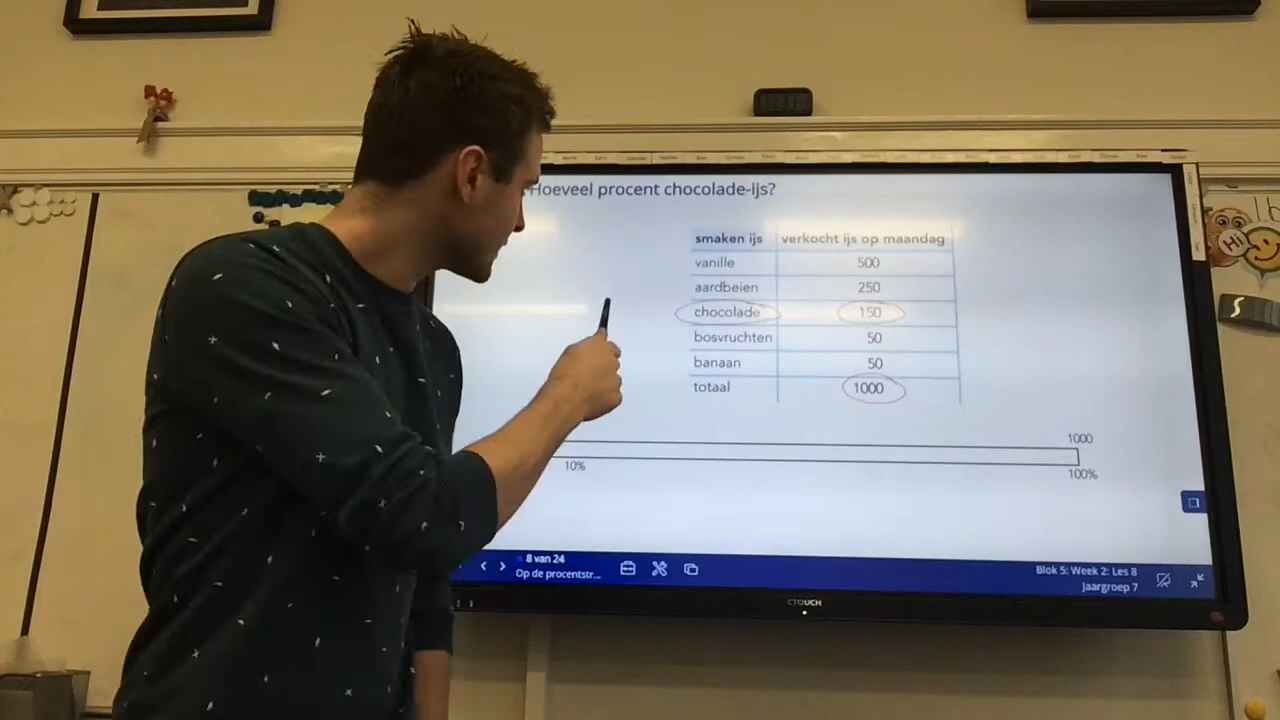 Hoeveel procent chocolade-ijs?
smaken ijs verkocht ijs op maandag
vanille 500
aardbeien 250
chocolade 150
bosvruchten 50
banaan 50
totaal 1000
1000
10% 100%
8 van 24
Op de procentstr...
Blok 5: Week 2: Les 8
Jaargroep 7
CTOUCH
Hi